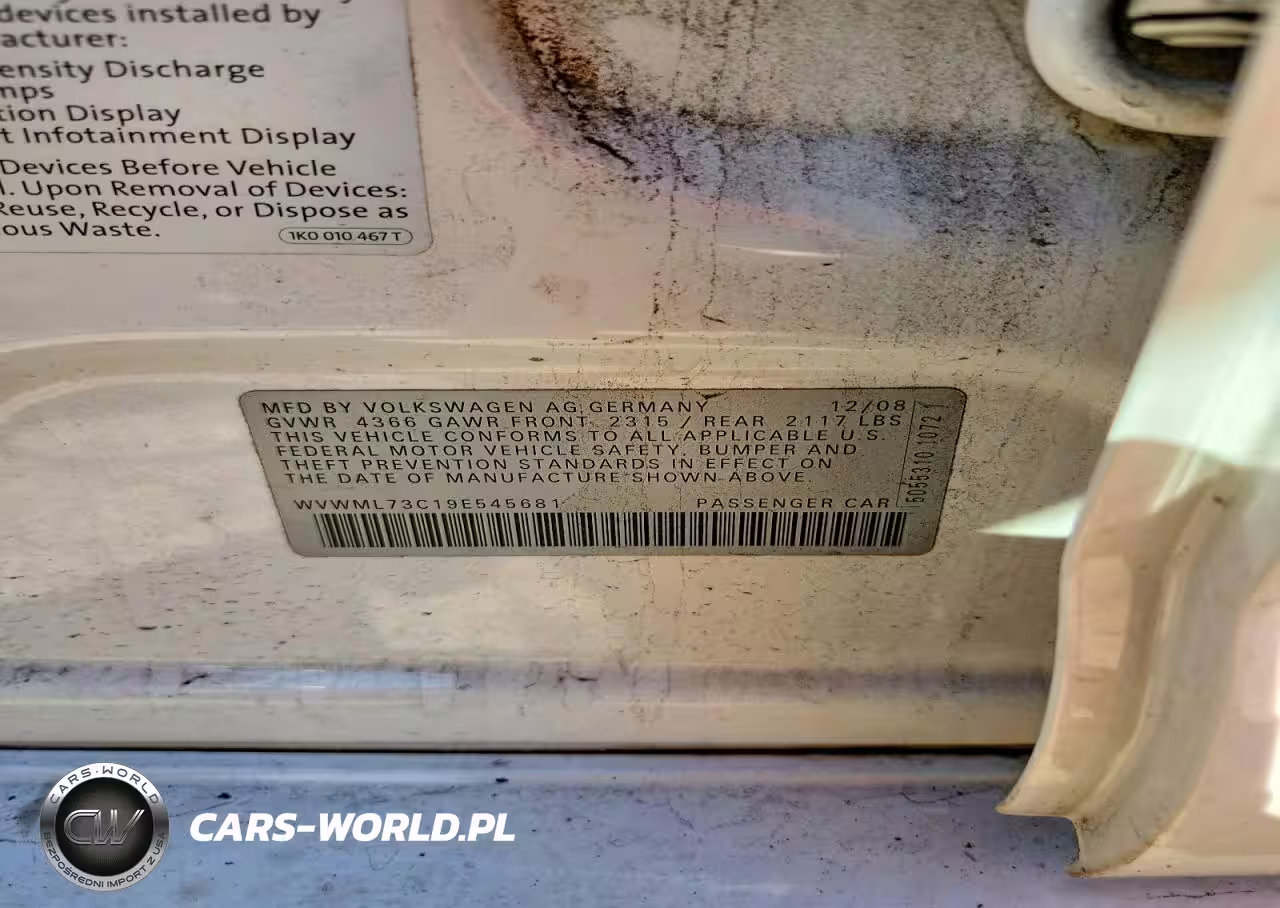 devices installed by
acturer:
ensity Discharge
mps
tion Display
t Infotainment Display
Devices Before Vehicle
l. Upon Removal of Devices:
Reuse, Recycle, or Dispose as
ous Waste.
1K0 010 467 T
MFD BY VOLKSWAGEN AG GERMANY 12/08
GVWR 4366 GAWR FRONT 2315 / REAR 2117 LBS
THIS VEHICLE CONFORMS TO ALL APPLICABLE U.S.
FEDERAL MOTOR VEHICLE SAFETY, BUMPER AND
THEFT PREVENTION STANDARDS IN EFFECT ON
THE DATE OF MANUFACTURE SHOWN ABOVE.
WVWML73C19E545681 PASSENGER CAR
5055310 1072 1
CARS-WORLD
CW
BEZPOŚREDNI IMPORT Z USA
CARS-WORLD.PL